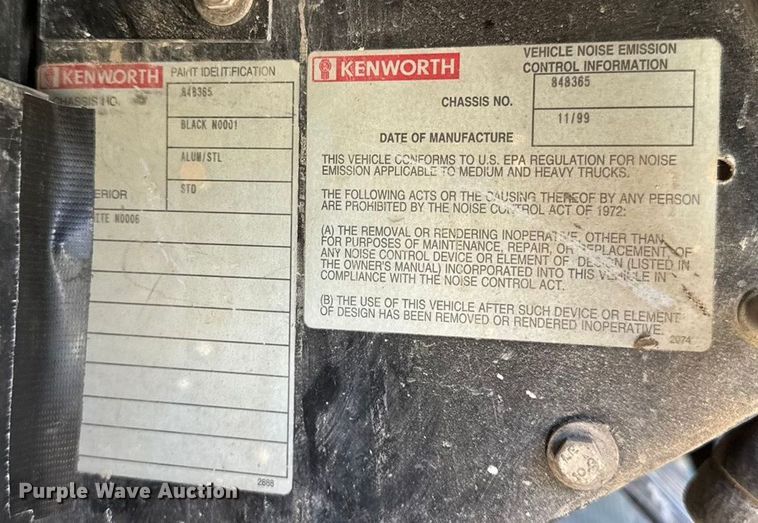 KENWORTH
PAINT IDENTIFICATION
CHASSIS NO.
848365
BLACK N0001
ALUM/STL
STD
ERIOR
ITE N0006
2668
KENWORTH
VEHICLE NOISE EMISSION
CONTROL INFORMATION
CHASSIS NO.
848365
DATE OF MANUFACTURE
11/99
THIS VEHICLE CONFORMS TO U.S. EPA REGULATION FOR NOISE
EMISSION APPLICABLE TO MEDIUM AND HEAVY TRUCKS.
THE FOLLOWING ACTS OR THE CAUSING THEREOF BY ANY PERSON
ARE PROHIBITED BY THE NOISE CONTROL ACT OF 1972:
(A) THE REMOVAL OR RENDERING INOPERATIVE, OTHER THAN
FOR PURPOSES OF MAINTENANCE, REPAIR, OR REPLACEMENT, OF
ANY NOISE CONTROL DEVICE OR ELEMENT OF DESIGN (LISTED IN
THE OWNER'S MANUAL) INCORPORATED INTO THIS VEHICLE IN
COMPLIANCE WITH THE NOISE CONTROL ACT.
(B) THE USE OF THIS VEHICLE AFTER SUCH DEVICE OR ELEMENT
OF DESIGN HAS BEEN REMOVED OR RENDERED INOPERATIVE.
2674
Purple Wave Auction